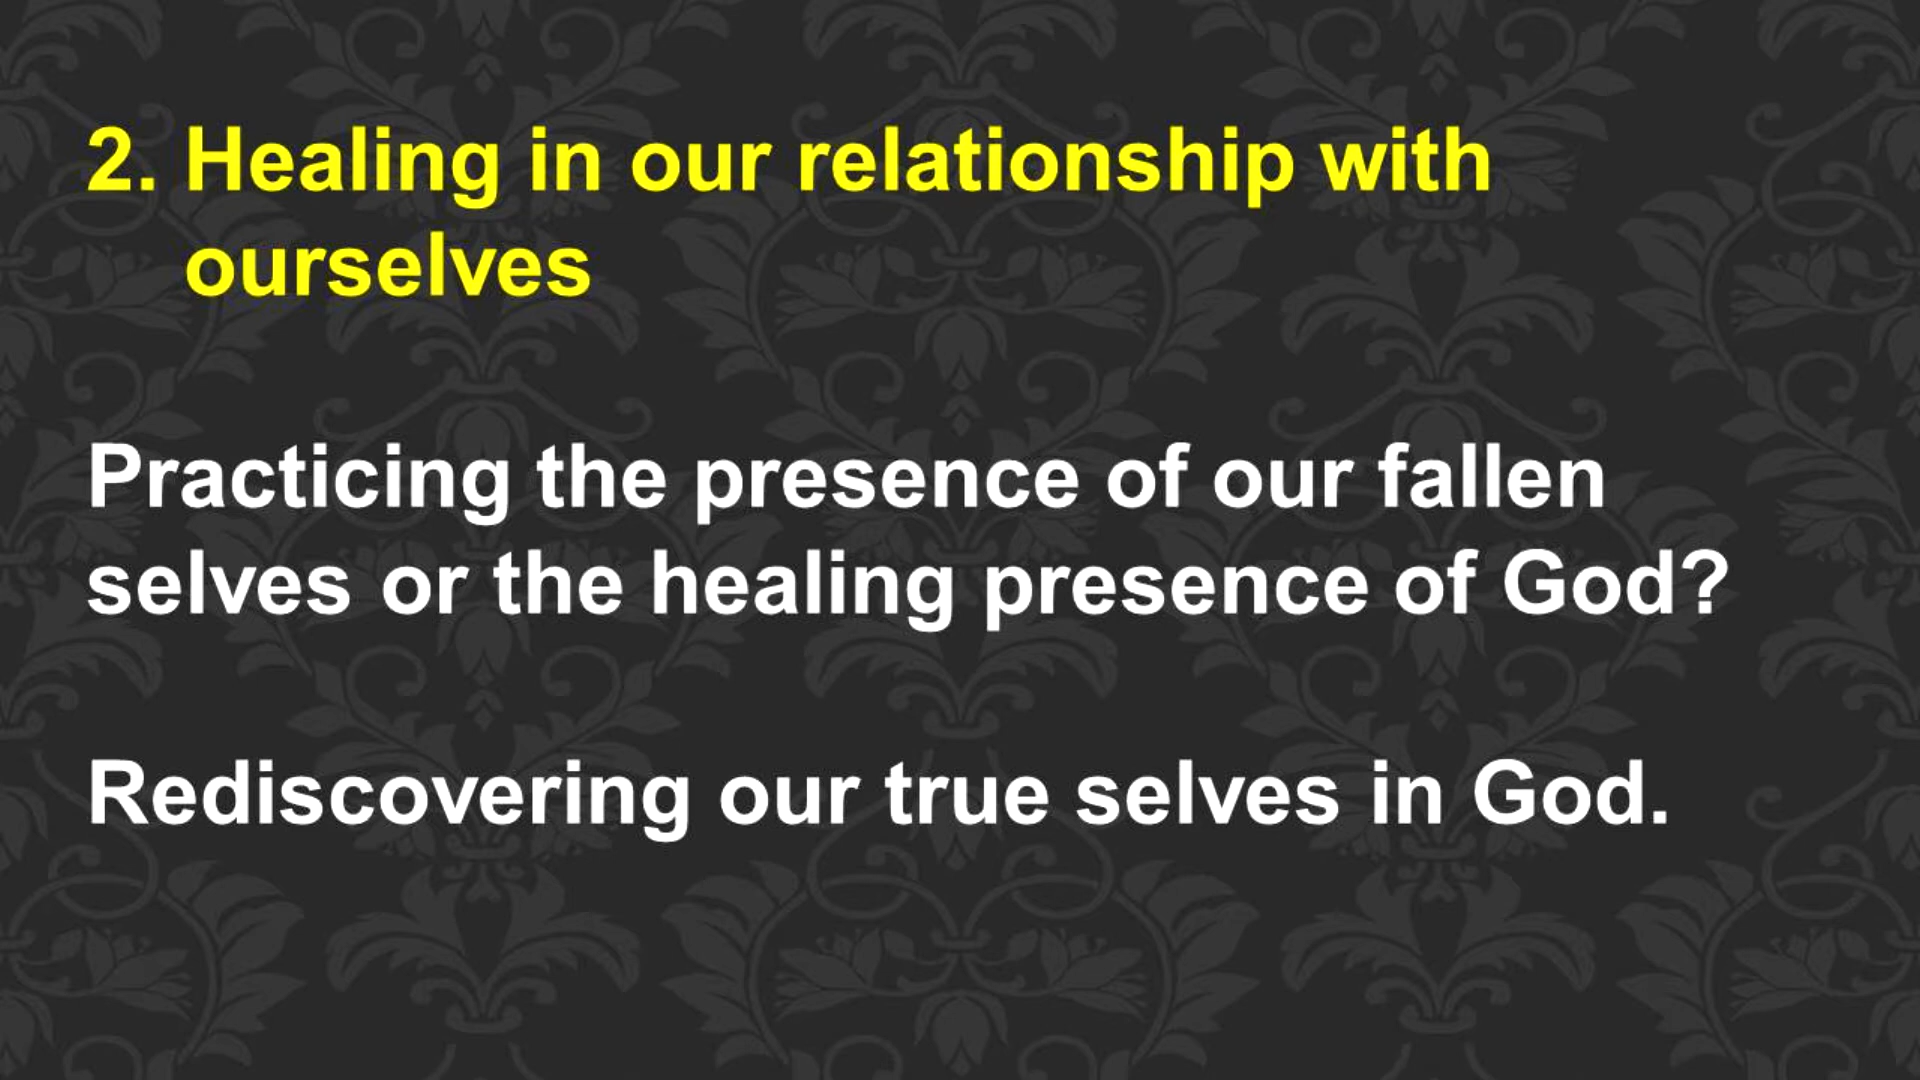 2. Healing in our relationship with
ourselves
Practicing the presence of our fallen
selves or the healing presence of God?
Rediscovering our true selves in God.